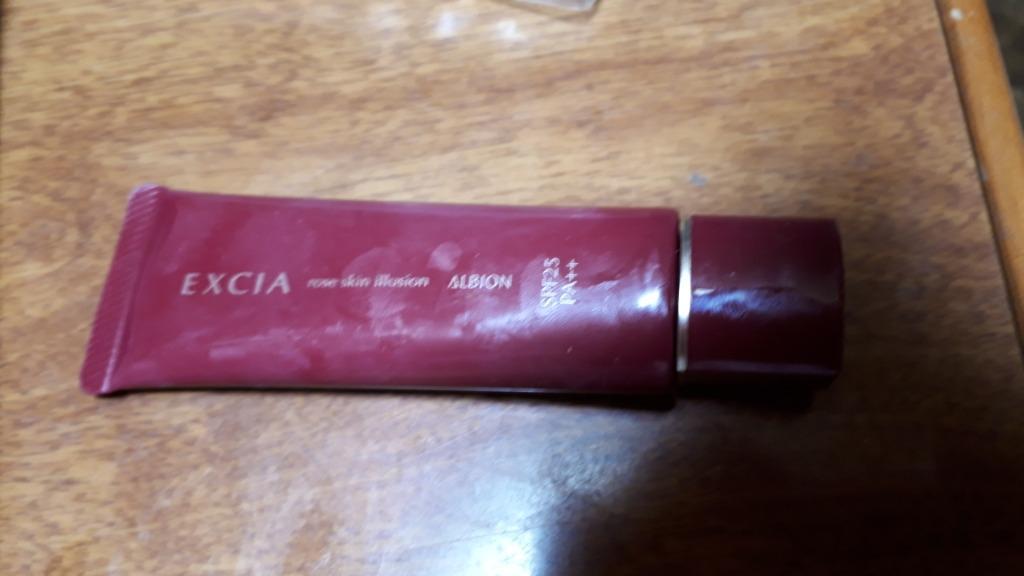 EXCIA rose skin illusion ALBION
SPF25
PA++